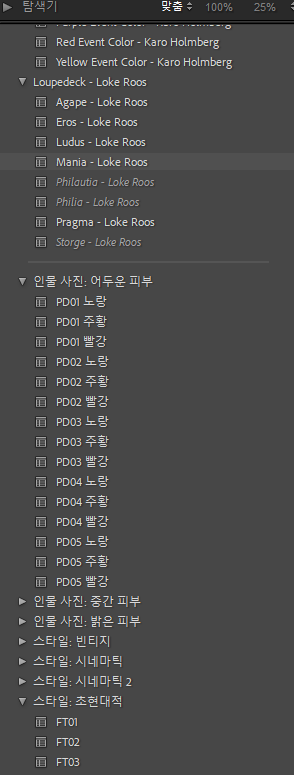 탐색기 맞춤 100% 25%
Purple Event Color - Karo Holmberg
Red Event Color - Karo Holmberg
Yellow Event Color - Karo Holmberg
Loupedeck - Loke Roos
Agape - Loke Roos
Eros - Loke Roos
Ludus - Loke Roos
Mania - Loke Roos
Philautia - Loke Roos
Philia - Loke Roos
Pragma - Loke Roos
Storge - Loke Roos
인물 사진: 어두운 피부
PD01 노랑
PD01 주황
PD01 빨강
PD02 노랑
PD02 주황
PD02 빨강
PD03 노랑
PD03 주황
PD03 빨강
PD04 노랑
PD04 주황
PD04 빨강
PD05 노랑
PD05 주황
PD05 빨강
인물 사진: 중간 피부
인물 사진: 밝은 피부
스타일: 빈티지
스타일: 시네마틱
스타일: 시네마틱 2
스타일: 초현대적
FT01
FT02
FT03